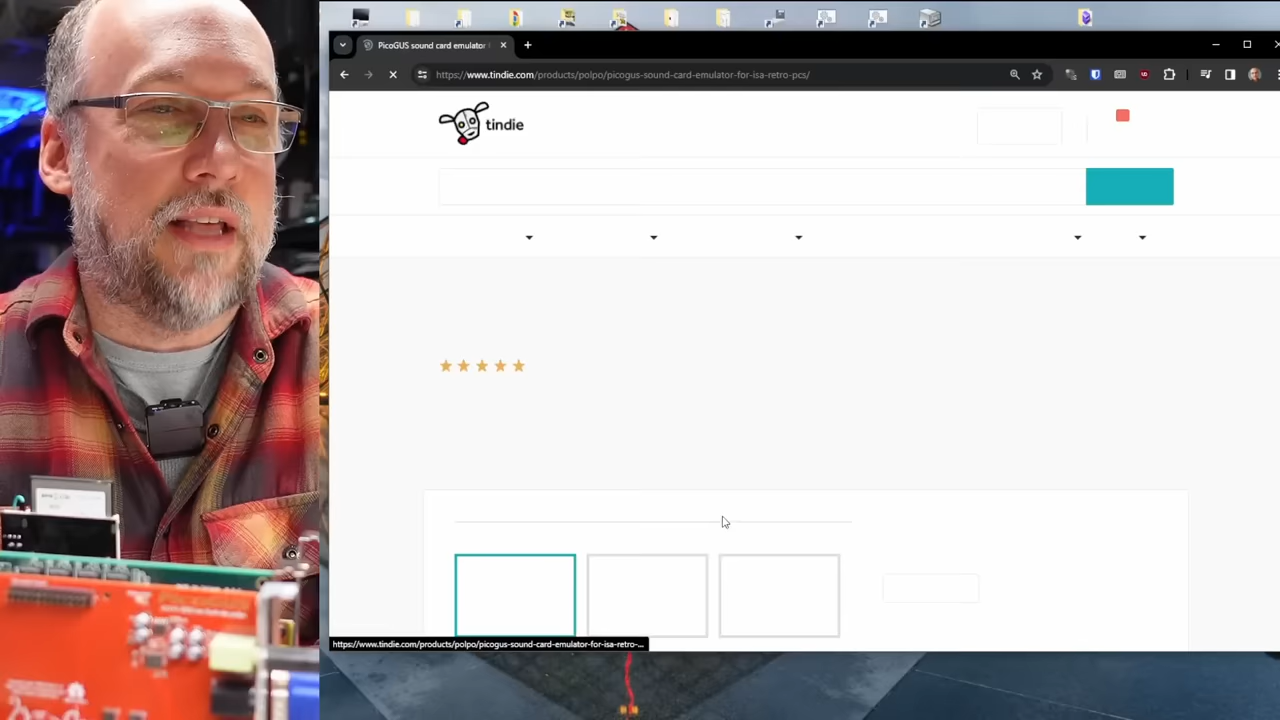 PicoGUS sound card emulator
https://www.tindie.com/products/polpo/picogus-sound-card-emulator-for-isa-retro-pcs/
tindie
https://www.tindie.com/products/polpo/picogus-sound-card-emulator-for-isa-retro-...